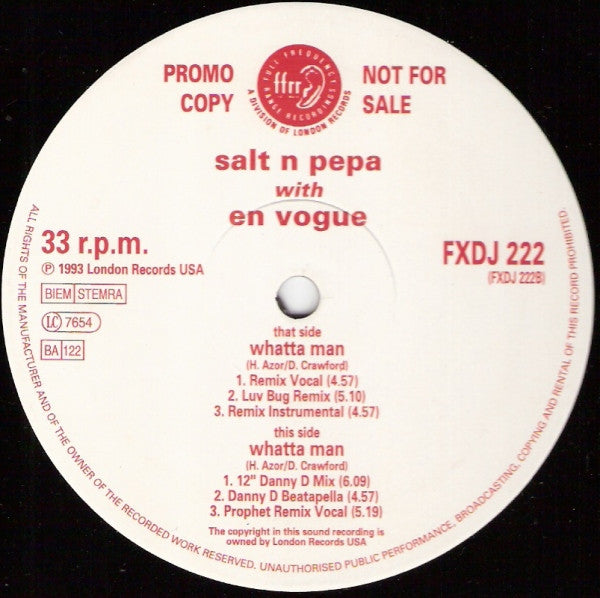 PROMO COPY
NOT FOR SALE
FULL FREQUENCY RANGE RECORDINGS
ffrr
A DIVISION OF LONDON RECORDS
salt n pepa
with
en vogue
33 r.p.m.
℗ 1993 London Records USA
BIEM STEMRA
LC 7654
BA 122
FXDJ 222
(FXDJ 222B)
that side
whatta man
(H. Azor/D. Crawford)
1. Remix Vocal (4.57)
2. Luv Bug Remix (5.10)
3. Remix Instrumental (4.57)
this side
whatta man
(H. Azor/D. Crawford)
1. 12" Danny D Mix (6.09)
2. Danny D Beatapella (4.57)
3. Prophet Remix Vocal (5.19)
The copyright in this sound recording is
owned by London Records USA
ALL RIGHTS OF THE MANUFACTURER AND OF THE OWNER OF THE RECORDED WORK RESERVED. UNAUTHORISED PUBLIC PERFORMANCE, BROADCASTING, COPYING AND RENTAL OF THIS RECORD PROHIBITED.